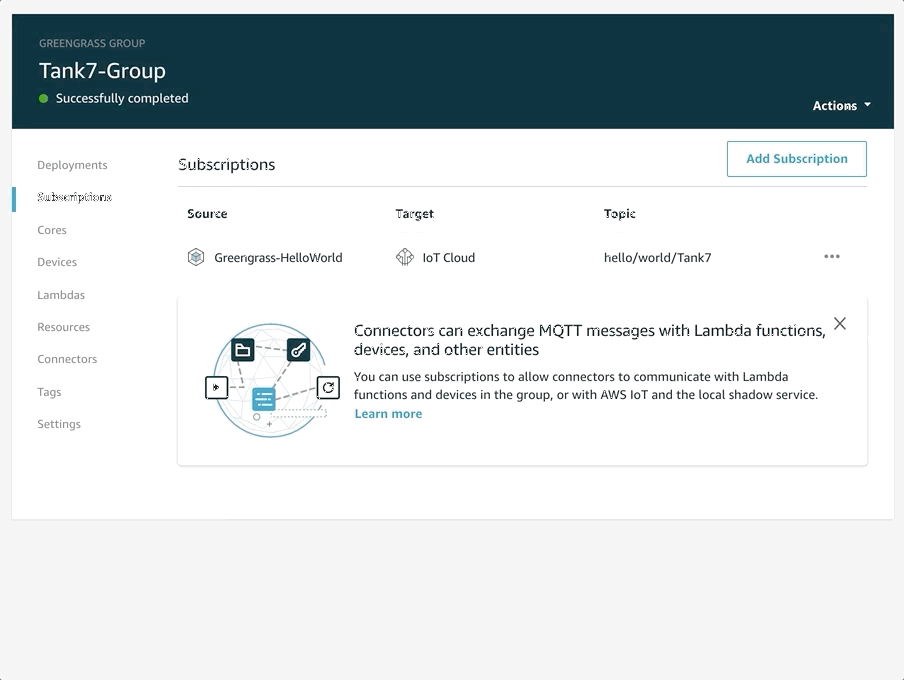 GREENGRASS GROUP
Tank7-Group
Successfully completed
Actions
Deployments
Subscriptions
Cores
Devices
Lambdas
Resources
Connectors
Tags
Settings
Subscriptions
Add Subscription
Source Target Topic
Greengrass-HelloWorld IoT Cloud hello/world/Tank7
Connectors can exchange MQTT messages with Lambda functions,
devices, and other entities
You can use subscriptions to allow connectors to communicate with Lambda
functions and devices in the group, or with AWS IoT and the local shadow service.
Learn more